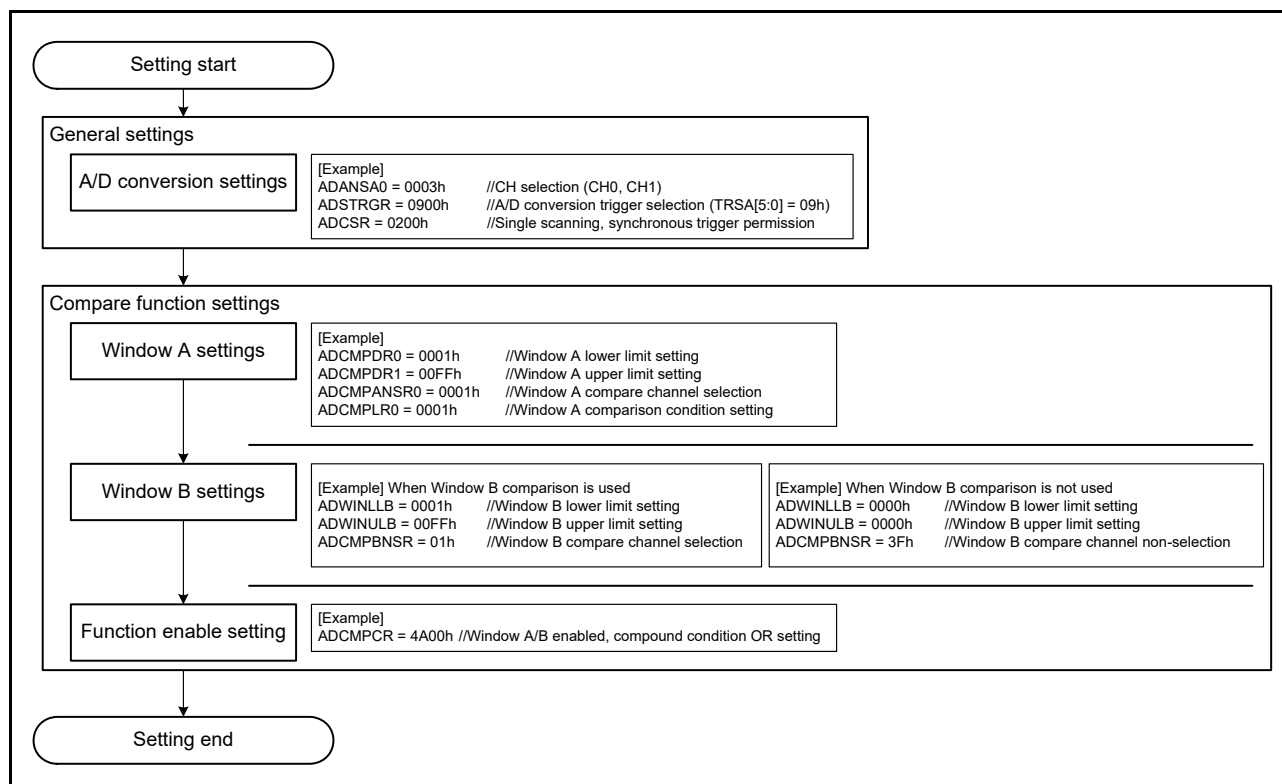 Setting start
General settings
A/D conversion settings
[Example]
ADANSA0 = 0003h //CH selection (CH0, CH1)
ADSTRGR = 0900h //A/D conversion trigger selection (TRSA[5:0] = 09h)
ADCSR = 0200h //Single scanning, synchronous trigger permission
Compare function settings
Window A settings
[Example]
ADCMPDR0 = 0001h //Window A lower limit setting
ADCMPDR1 = 00FFh //Window A upper limit setting
ADCMPANSR0 = 0001h //Window A compare channel selection
ADCMPLR0 = 0001h //Window A comparison condition setting
Window B settings
[Example] When Window B comparison is used
ADWINLLB = 0001h //Window B lower limit setting
ADWINULB = 00FFh //Window B upper limit setting
ADCMPBNSR = 01h //Window B compare channel selection
[Example] When Window B comparison is not used
ADWINLLB = 0000h //Window B lower limit setting
ADWINULB = 0000h //Window B upper limit setting
ADCMPBNSR = 3Fh //Window B compare channel non-selection
Function enable setting
[Example]
ADCMPCR = 4A00h //Window A/B enabled, compound condition OR setting
Setting end